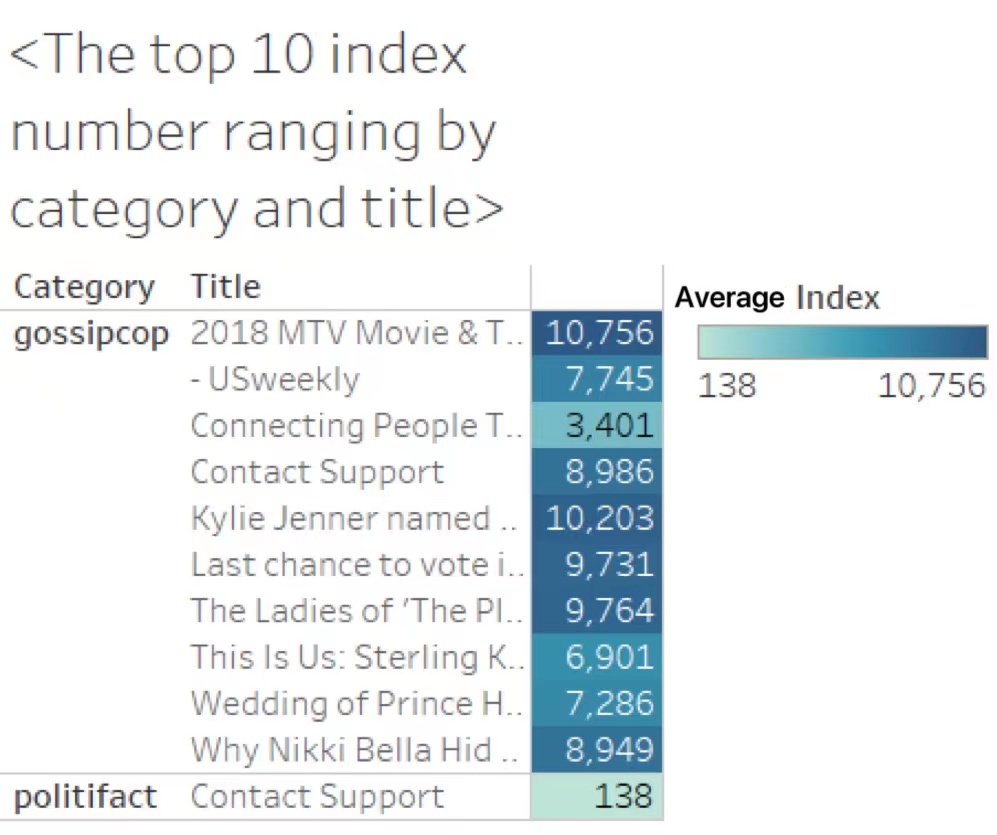 <The top 10 index
number ranging by
category and title>
Category Title
gossipcop 2018 MTV Movie & T.. 10,756
- USweekly 7,745
Connecting People T.. 3,401
Contact Support 8,986
Kylie Jenner named .. 10,203
Last chance to vote i.. 9,731
The Ladies of ‘The Pl.. 9,764
This Is Us: Sterling K.. 6,901
Wedding of Prince H.. 7,286
Why Nikki Bella Hid .. 8,949
politifact Contact Support 138
Average Index
138 10,756